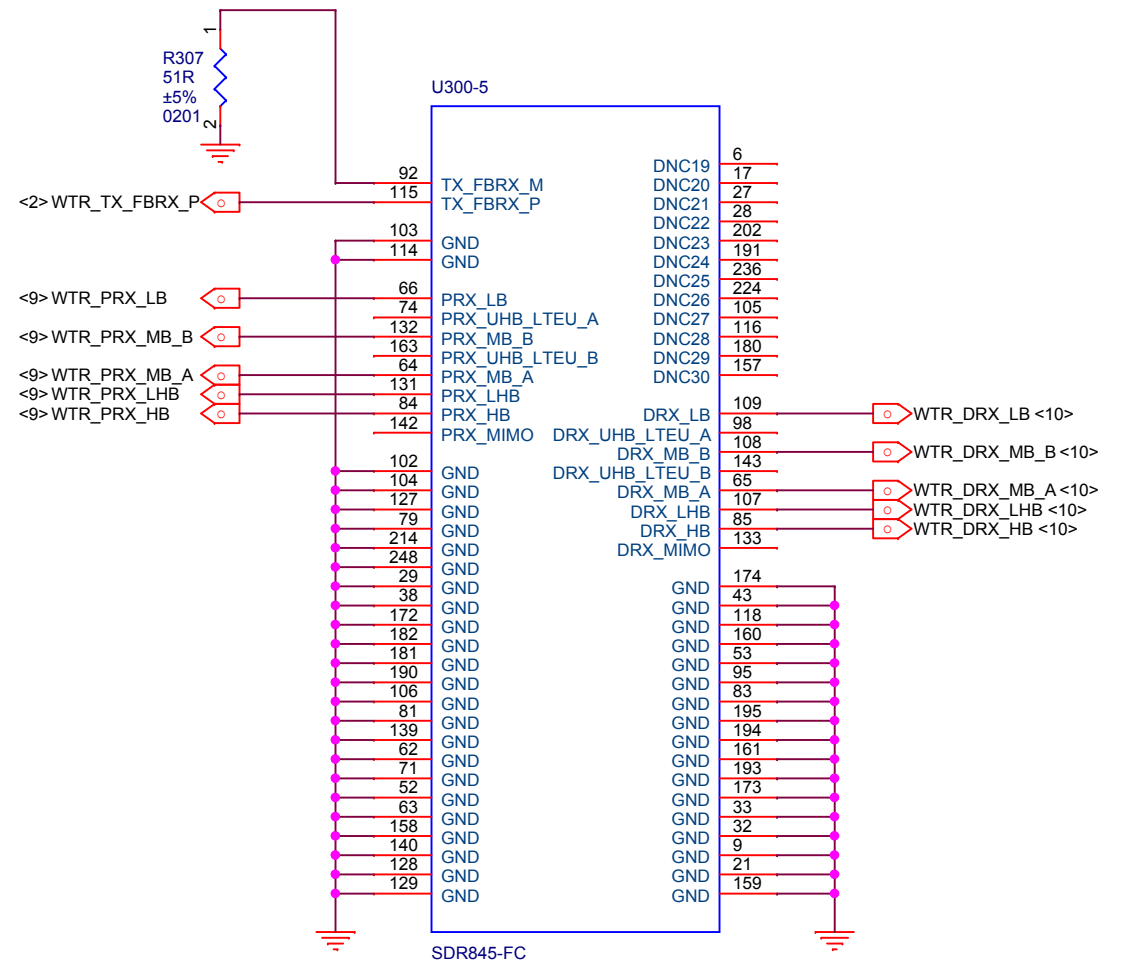 1
R307
51R
±5%
0201
2
U300-5
<2> WTR_TX_FBRX_P
92 TX_FBRX_M
115 TX_FBRX_P
103 GND
114 GND
<9> WTR_PRX_LB 66 PRX_LB
74 PRX_UHB_LTEU_A
<9> WTR_PRX_MB_B 132 PRX_MB_B
163 PRX_UHB_LTEU_B
<9> WTR_PRX_MB_A 64 PRX_MB_A
<9> WTR_PRX_LHB 131 PRX_LHB
<9> WTR_PRX_HB 84 PRX_HB
142 PRX_MIMO
102 GND
104 GND
127 GND
79 GND
214 GND
248 GND
29 GND
38 GND
172 GND
182 GND
181 GND
190 GND
106 GND
81 GND
139 GND
62 GND
71 GND
52 GND
63 GND
158 GND
140 GND
128 GND
129 GND
DNC19 6
DNC20 17
DNC21 27
DNC22 28
DNC23 202
DNC24 191
DNC25 236
DNC26 224
DNC27 105
DNC28 116
DNC29 180
DNC30 157
DRX_LB 109 WTR_DRX_LB <10>
DRX_UHB_LTEU_A 98
DRX_MB_B 108 WTR_DRX_MB_B <10>
DRX_UHB_LTEU_B 143
DRX_MB_A 65 WTR_DRX_MB_A <10>
DRX_LHB 107 WTR_DRX_LHB <10>
DRX_HB 85 WTR_DRX_HB <10>
DRX_MIMO 133
GND 174
GND 43
GND 118
GND 160
GND 53
GND 95
GND 83
GND 195
GND 194
GND 161
GND 193
GND 173
GND 33
GND 32
GND 9
GND 21
GND 159
SDR845-FC